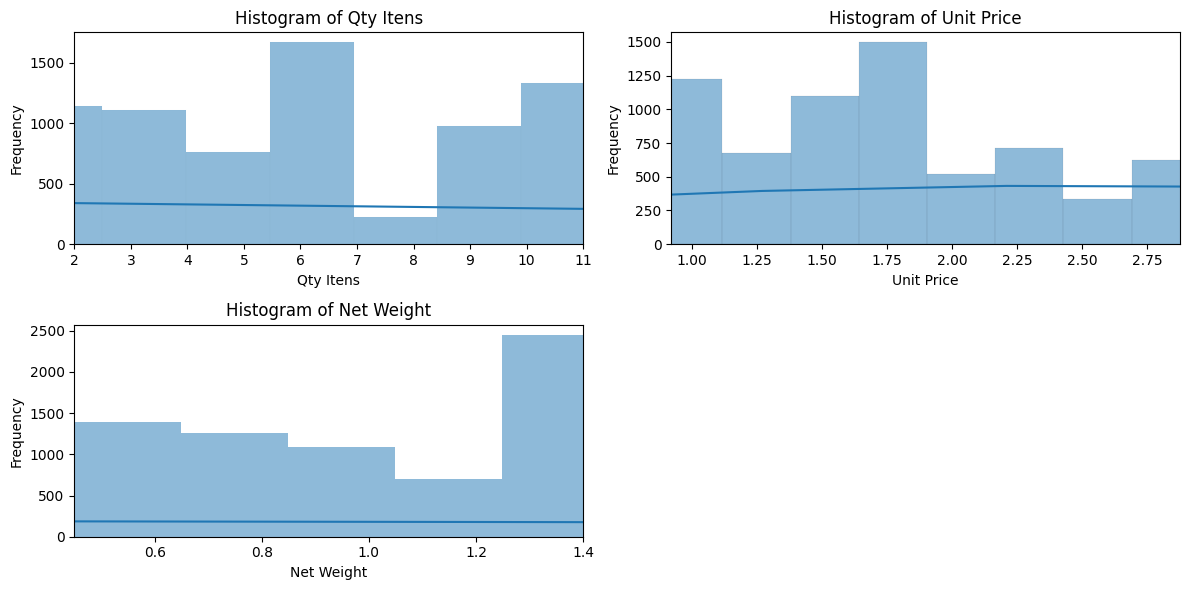 Histogram of Qty Itens
Frequency
1500
1000
500
0
2 3 4 5 6 7 8 9 10 11
Qty Itens
Histogram of Unit Price
Frequency
1500
1250
1000
750
500
250
0
1.00 1.25 1.50 1.75 2.00 2.25 2.50 2.75
Unit Price
Histogram of Net Weight
Frequency
2500
2000
1500
1000
500
0
0.6 0.8 1.0 1.2 1.4
Net Weight